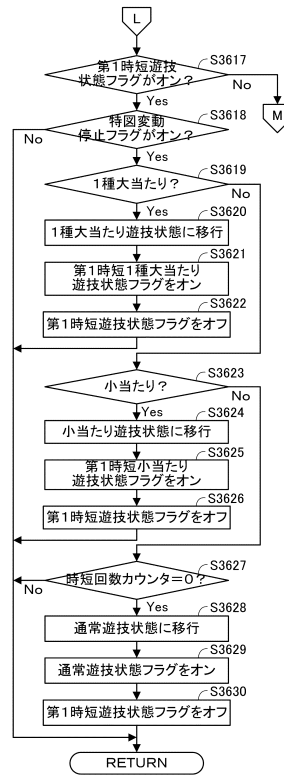 L
S3617
第1時短遊技
状態フラグがオン?
No
M
Yes
S3618
特図変動
停止フラグがオン?
No
Yes
S3619
1種大当たり?
No
Yes
S3620
1種大当たり遊技状態に移行
S3621
第1時短1種大当たり
遊技状態フラグをオン
S3622
第1時短遊技状態フラグをオフ
S3623
小当たり?
No
Yes
S3624
小当たり遊技状態に移行
S3625
第1時短小当たり
遊技状態フラグをオン
S3626
第1時短遊技状態フラグをオフ
S3627
時短回数カウンタ=0?
No
Yes
S3628
通常遊技状態に移行
S3629
通常遊技状態フラグをオン
S3630
第1時短遊技状態フラグをオフ
RETURN